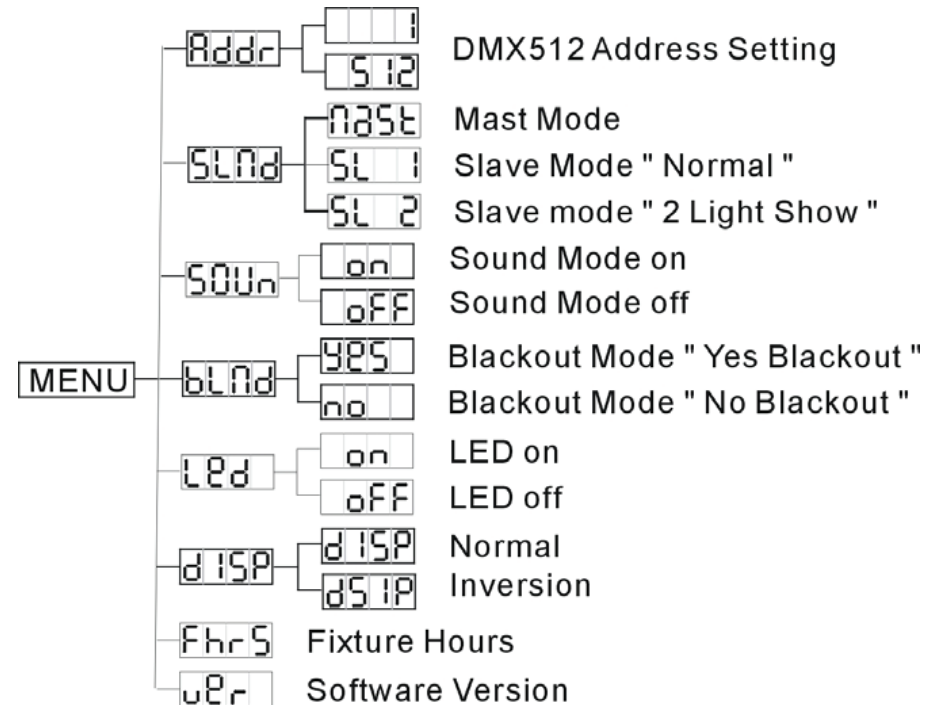 1
Addr
512
DMX512 Address Setting
MaSt Mast Mode
SLMd SL 1 Slave Mode " Normal "
SL 2 Slave mode " 2 Light Show "
SOUn on Sound Mode on
oFF Sound Mode off
MENU bLMd yes Blackout Mode " Yes Blackout "
no Blackout Mode " No Blackout "
Led on LED on
oFF LED off
dISP dISP Normal
dSIP Inversion
FhrS Fixture Hours
ver Software Version